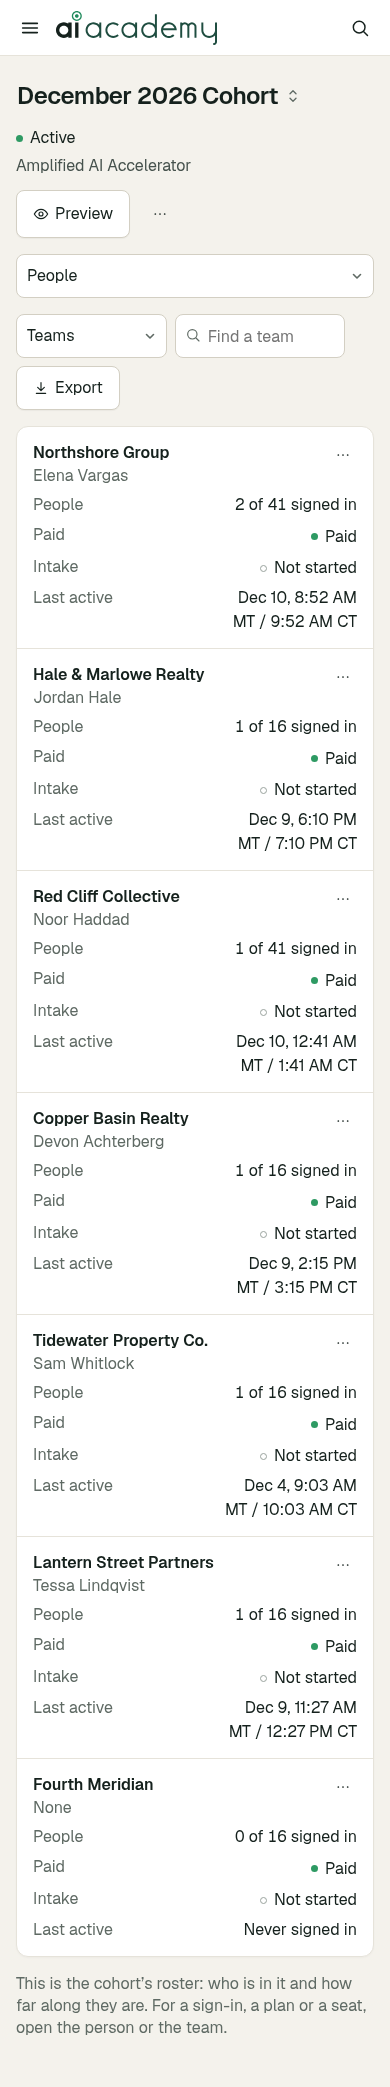 ai academy
December 2026 Cohort
Active
Amplified AI Accelerator
Preview
...
People
Teams
Find a team
Export
Northshore Group
...
Elena Vargas
People
2 of 41 signed in
Paid
Paid
Intake
Not started
Last active
Dec 10, 8:52 AM
MT / 9:52 AM CT
Hale & Marlowe Realty
...
Jordan Hale
People
1 of 16 signed in
Paid
Paid
Intake
Not started
Last active
Dec 9, 6:10 PM
MT / 7:10 PM CT
Red Cliff Collective
...
Noor Haddad
People
1 of 41 signed in
Paid
Paid
Intake
Not started
Last active
Dec 10, 12:41 AM
MT / 1:41 AM CT
Copper Basin Realty
...
Devon Achterberg
People
1 of 16 signed in
Paid
Paid
Intake
Not started
Last active
Dec 9, 2:15 PM
MT / 3:15 PM CT
Tidewater Property Co.
...
Sam Whitlock
People
1 of 16 signed in
Paid
Paid
Intake
Not started
Last active
Dec 4, 9:03 AM
MT / 10:03 AM CT
Lantern Street Partners
...
Tessa Lindqvist
People
1 of 16 signed in
Paid
Paid
Intake
Not started
Last active
Dec 9, 11:27 AM
MT / 12:27 PM CT
Fourth Meridian
...
None
People
0 of 16 signed in
Paid
Paid
Intake
Not started
Last active
Never signed in
This is the cohort’s roster: who is in it and how
far along they are. For a sign-in, a plan or a seat,
open the person or the team.